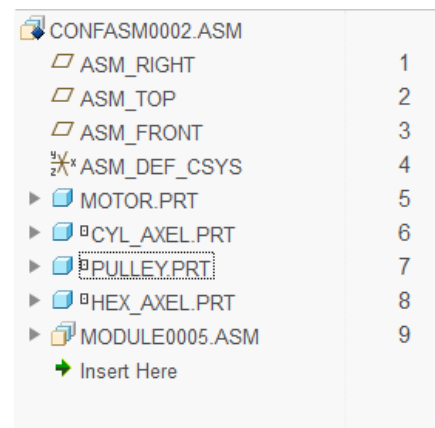 CONFASM0002.ASM
ASM_RIGHT 1
ASM_TOP 2
ASM_FRONT 3
ASM_DEF_CSYS 4
MOTOR.PRT 5
CYL_AXEL.PRT 6
PULLEY.PRT 7
HEX_AXEL.PRT 8
MODULE0005.ASM 9
Insert Here